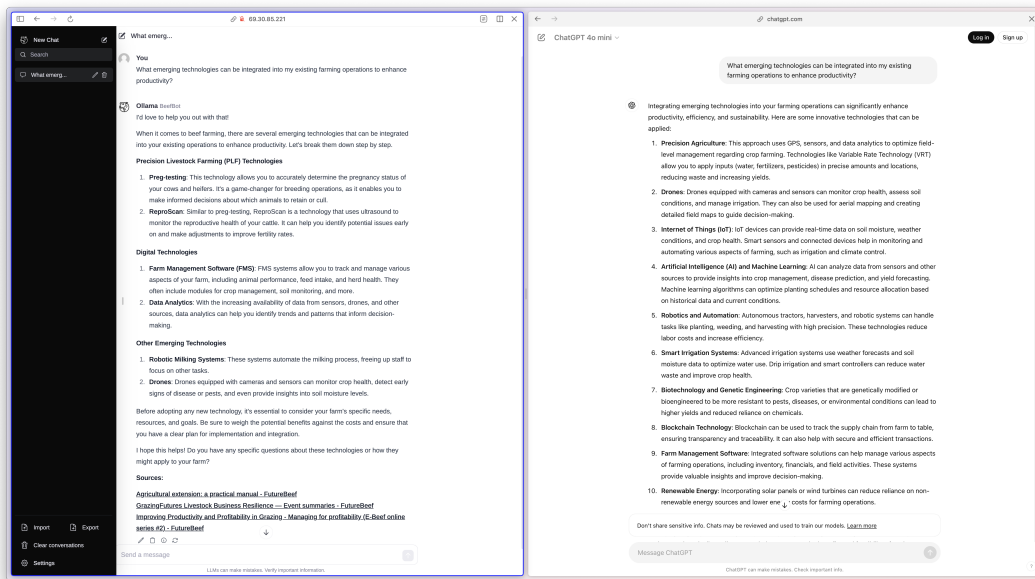 69.30.85.221
New Chat
Search
What emerg...
Import
Export
Clear conversations
Settings
What emerg...
You
What emerging technologies can be integrated into my existing farming operations to enhance
productivity?
Ollama BeefBot
I'd love to help you out with that!
When it comes to beef farming, there are several emerging technologies that can be integrated
into your existing operations to enhance productivity. Let's break them down step by step.
Precision Livestock Farming (PLF) Technologies
1. Preg-testing: This technology allows you to accurately determine the pregnancy status of
your cows and heifers. It's a game-changer for breeding operations, as it enables you to
make informed decisions about which animals to retain or cull.
2. ReproScan: Similar to preg-testing, ReproScan is a technology that uses ultrasound to
monitor the reproductive health of your cattle. It can help you identify potential issues early
on and make adjustments to improve fertility rates.
Digital Technologies
1. Farm Management Software (FMS): FMS systems allow you to track and manage various
aspects of your farm, including animal performance, feed intake, and herd health. They
often include modules for crop management, soil monitoring, and more.
2. Data Analytics: With the increasing availability of data from sensors, drones, and other
sources, data analytics can help you identify trends and patterns that inform decision-
making.
Other Emerging Technologies
1. Robotic Milking Systems: These systems automate the milking process, freeing up staff to
focus on other tasks.
2. Drones: Drones equipped with cameras and sensors can monitor crop health, detect early
signs of disease or pests, and even provide insights into soil moisture levels.
Before adopting any new technology, it's essential to consider your farm's specific needs,
resources, and goals. Be sure to weigh the potential benefits against the costs and ensure that
you have a clear plan for implementation and integration.
I hope this helps! Do you have any specific questions about these technologies or how they
might apply to your farm?
Sources:
Agricultural extension: a practical manual - FutureBeef
GrazingFutures Livestock Business Resilience — Event summaries - FutureBeef
Improving Productivity and Profitability in Grazing - Managing for profitability (E-Beef online
series #2) - FutureBeef
Send a message
LLMs can make mistakes. Verify important information.
chatgpt.com
ChatGPT 4o mini
Log in
Sign up
What emerging technologies can be integrated into my existing
farming operations to enhance productivity?
Integrating emerging technologies into your farming operations can significantly enhance
productivity, efficiency, and sustainability. Here are some innovative technologies that can be
applied:
1. Precision Agriculture: This approach uses GPS, sensors, and data analytics to optimize field-
level management regarding crop farming. Technologies like Variable Rate Technology (VRT)
allow you to apply inputs (water, fertilizers, pesticides) in precise amounts and locations,
reducing waste and increasing yields.
2. Drones: Drones equipped with cameras and sensors can monitor crop health, assess soil
conditions, and manage irrigation. They can also be used for aerial mapping and creating
detailed field maps to guide decision-making.
3. Internet of Things (IoT): IoT devices can provide real-time data on soil moisture, weather
conditions, and crop health. Smart sensors and connected devices help in monitoring and
automating various aspects of farming, such as irrigation and climate control.
4. Artificial Intelligence (AI) and Machine Learning: AI can analyze data from sensors and other
sources to provide insights into crop management, disease prediction, and yield forecasting.
Machine learning algorithms can optimize planting schedules and resource allocation based
on historical data and current conditions.
5. Robotics and Automation: Autonomous tractors, harvesters, and robotic systems can handle
tasks like planting, weeding, and harvesting with high precision. These technologies reduce
labor costs and increase efficiency.
6. Smart Irrigation Systems: Advanced irrigation systems use weather forecasts and soil
moisture data to optimize water use. Drip irrigation and smart controllers can reduce water
waste and improve crop health.
7. Biotechnology and Genetic Engineering: Crop varieties that are genetically modified or
bioengineered to be more resistant to pests, diseases, or environmental conditions can lead to
higher yields and reduced reliance on chemicals.
8. Blockchain Technology: Blockchain can be used to track the supply chain from farm to table,
ensuring transparency and traceability. It can also help with secure and efficient transactions.
9. Farm Management Software: Integrated software solutions can help manage various aspects
of farming operations, including inventory, financials, and field activities. These systems
provide valuable insights and improve decision-making.
10. Renewable Energy: Incorporating solar panels or wind turbines can reduce reliance on non-
renewable energy sources and lower ene costs for farming operations.
Don't share sensitive info. Chats may be reviewed and used to train our models. Learn more
Message ChatGPT
ChatGPT can make mistakes. Check important info.